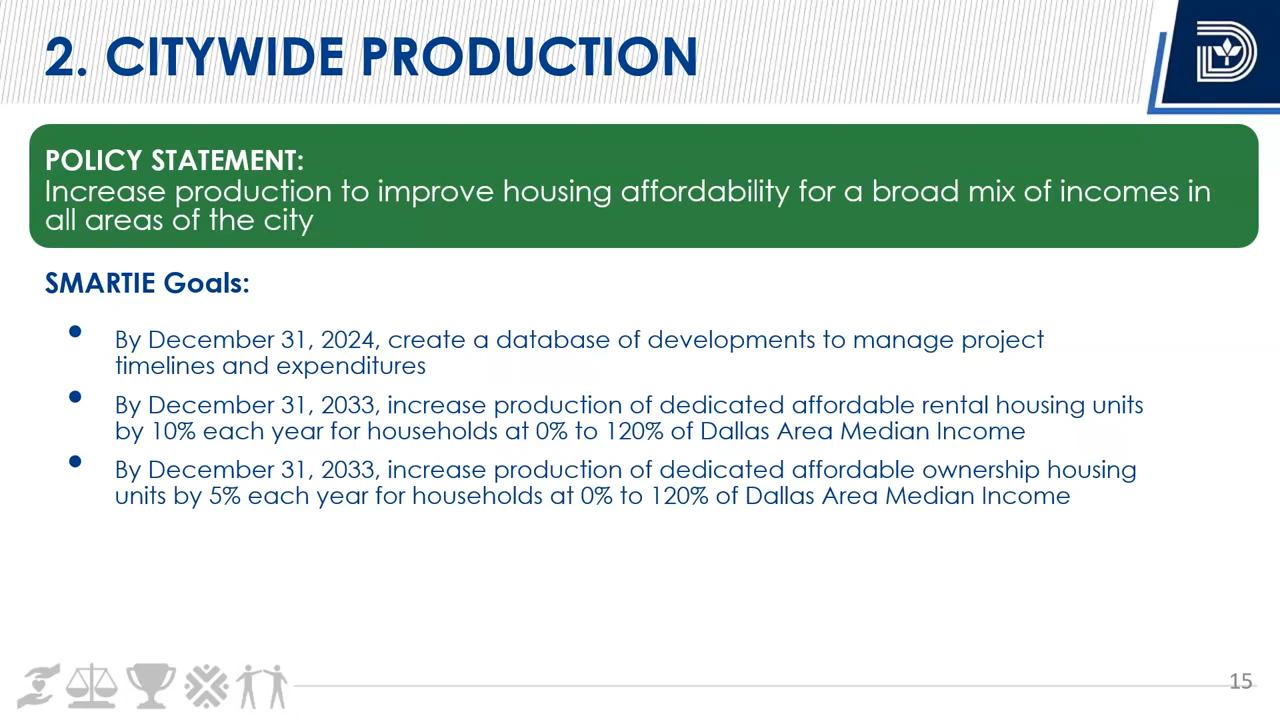 2. CITYWIDE PRODUCTION
POLICY STATEMENT:
Increase production to improve housing affordability for a broad mix of incomes in
all areas of the city
SMARTIE Goals:
• By December 31, 2024, create a database of developments to manage project
timelines and expenditures
• By December 31, 2033, increase production of dedicated affordable rental housing units
by 10% each year for households at 0% to 120% of Dallas Area Median Income
• By December 31, 2033, increase production of dedicated affordable ownership housing
units by 5% each year for households at 0% to 120% of Dallas Area Median Income
15